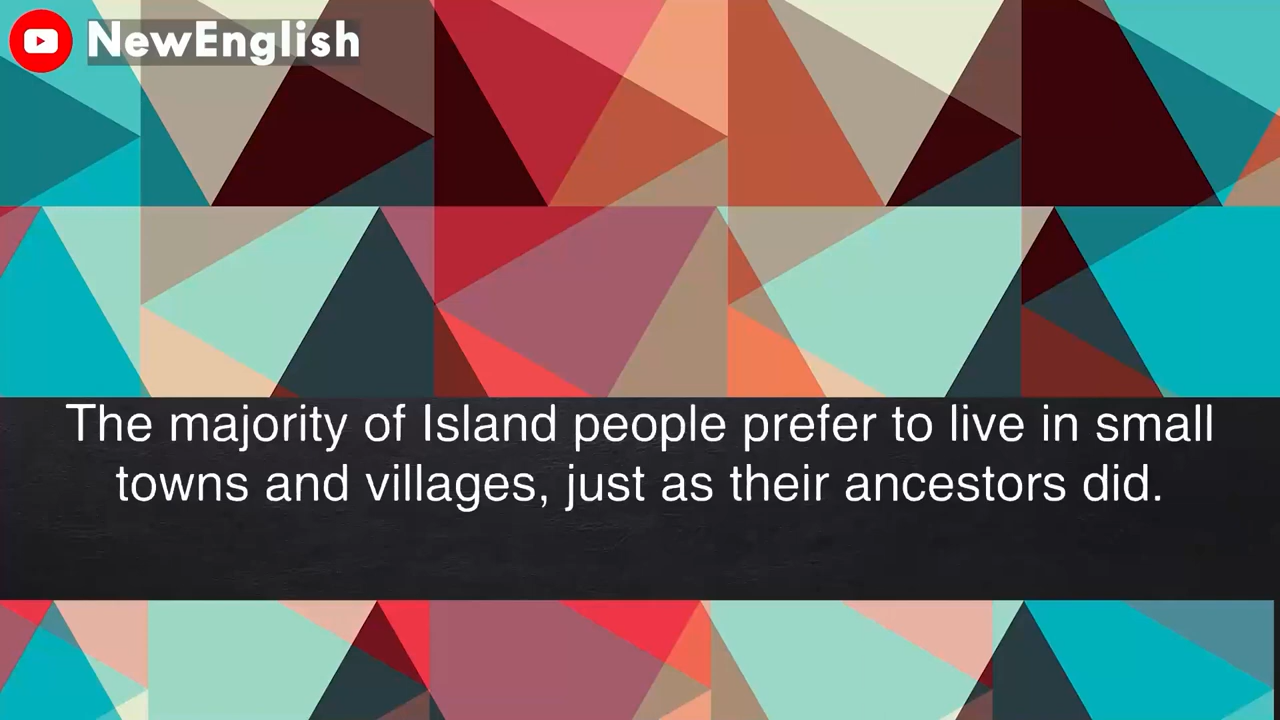 NewEnglish
The majority of Island people prefer to live in small
towns and villages, just as their ancestors did.